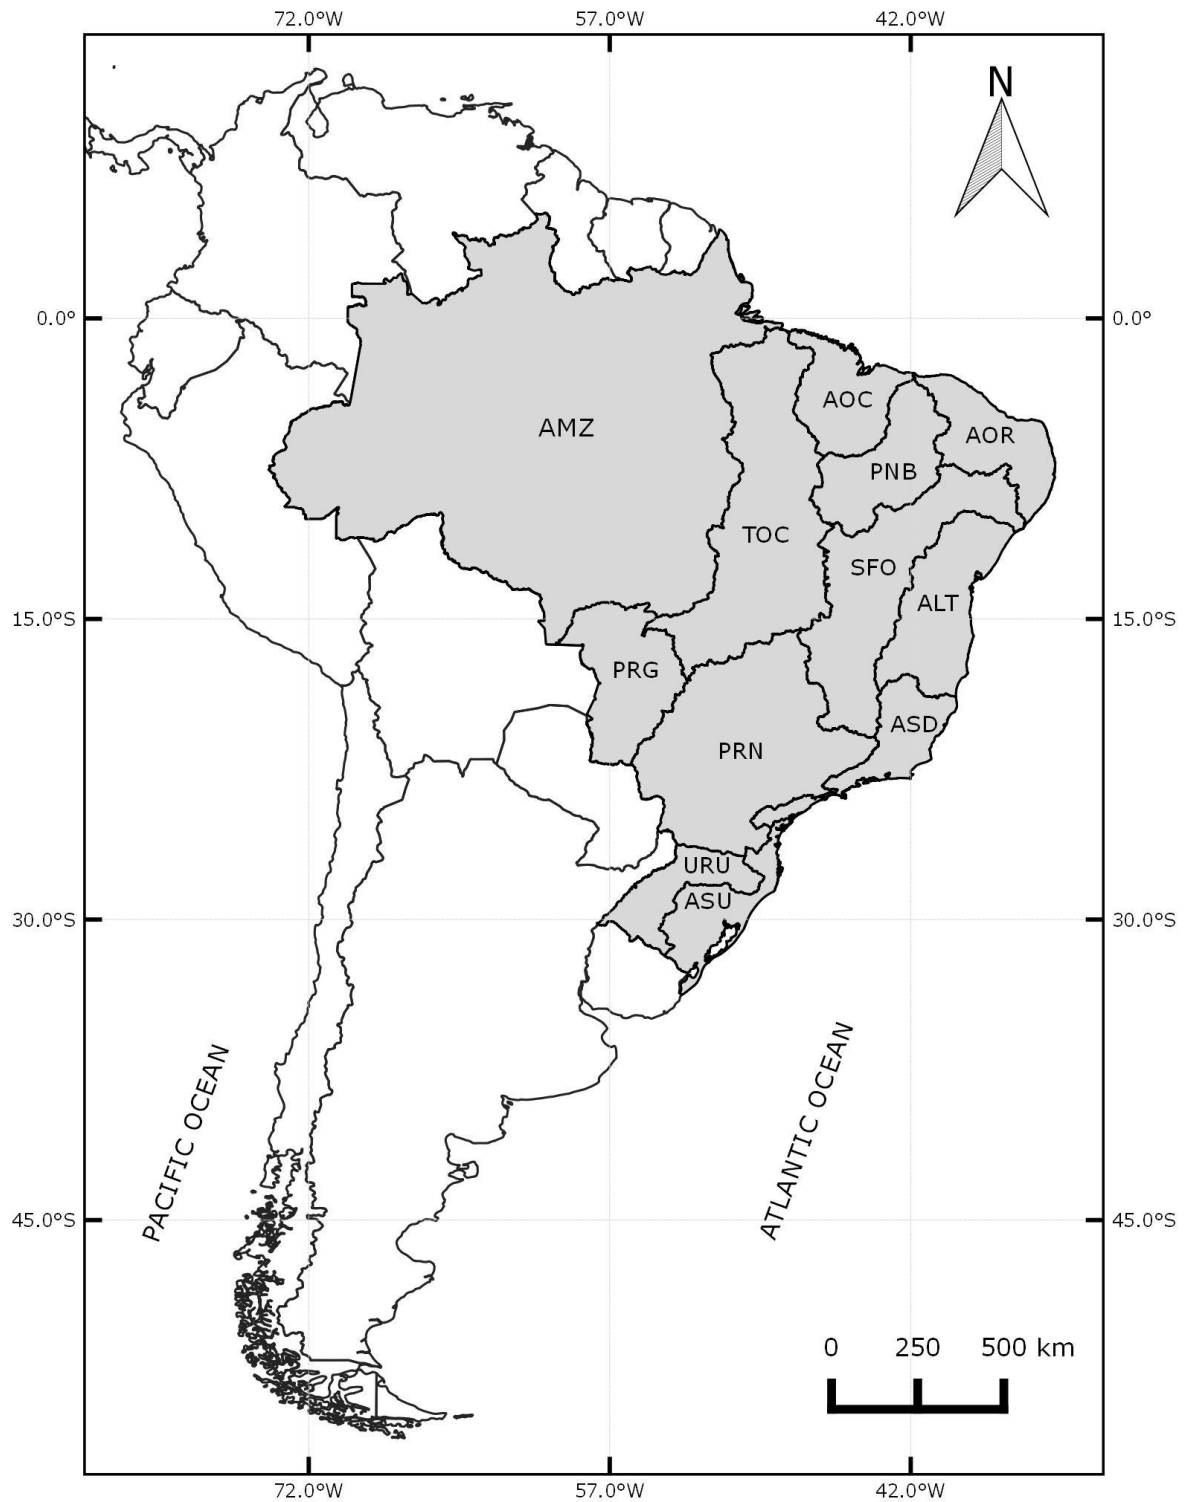 72.0°W 57.0°W 42.0°W
N
0.0° 0.0°
AOC
AMZ
AOR
PNB
TOC
SFO
ALT
15.0°S 15.0°S
PRG
ASD
PRN
URU
ASU
30.0°S 30.0°S
PACIFIC OCEAN
ATLANTIC OCEAN
45.0°S 45.0°S
0 250 500 km
72.0°W 57.0°W 42.0°W